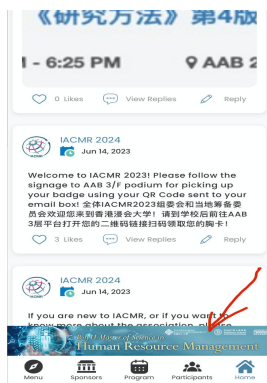 《研究方法》第4版
- 6:25 PM
AAB 2
0 Likes
View Replies
Reply
IACMR 2024
Jun 14, 2023
Welcome to IACMR 2023! Please follow the
signage to AAB 3/F podium for picking up
your badge using your QR Code sent to your
email box! 全体IACMR2023组委会和当地筹备委
员会欢迎您来到香港浸会大学！请到学校后前往AAB
3层平台打开您的二维码链接扫码领取您的胸卡！
3 Likes
View Replies
Reply
IACMR 2024
Jun 14, 2023
If you are new to IACMR, or if you want to
know more about the association, please
Master of Science in
Human Resource Management
Menu
Sponsors
Program
Participants
Home